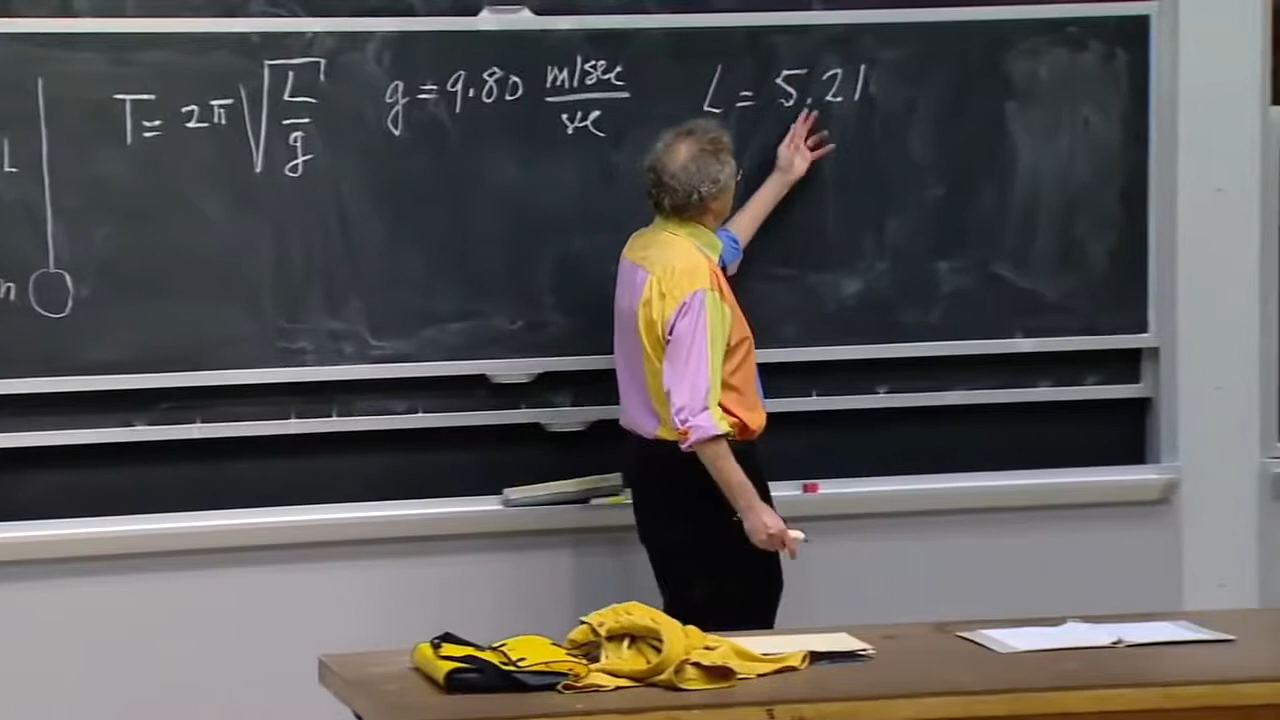 T = 2π √(L/g)
g = 9.80 m/sec/sec
L = 5.21
L
m